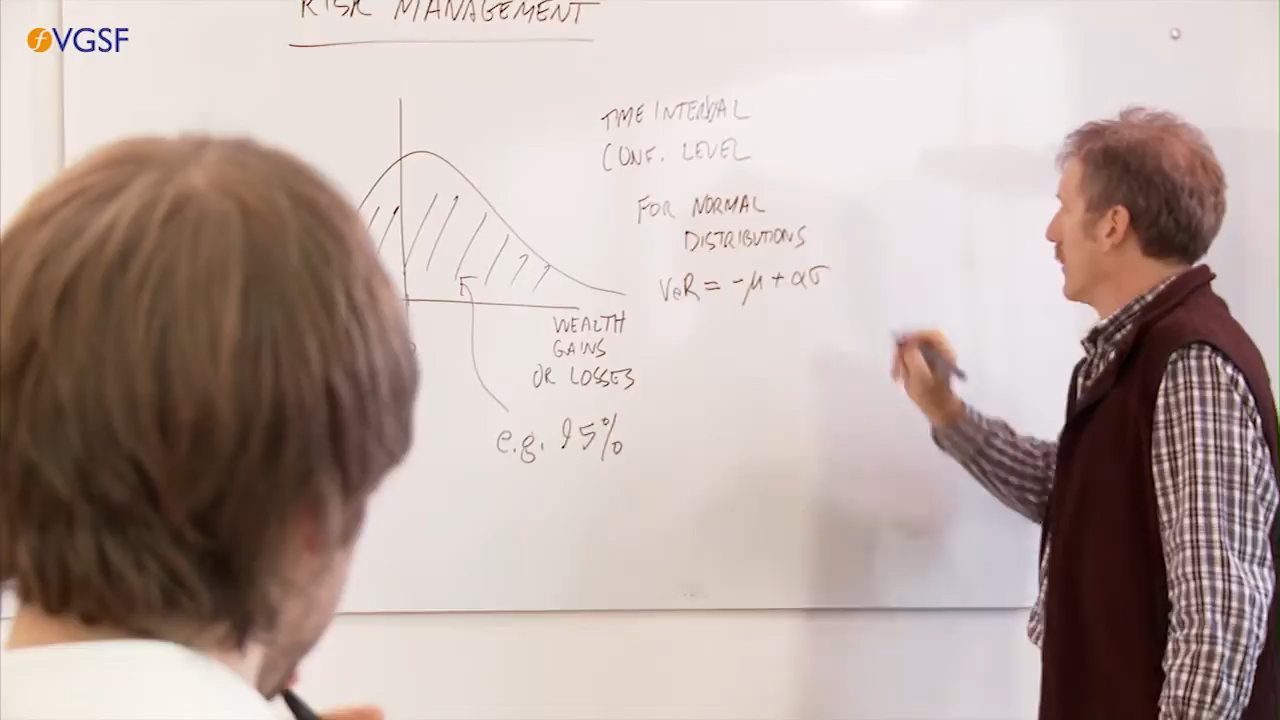 VGSF
RISK MANAGEMENT
TIME INTERVAL
CONF. LEVEL
FOR NORMAL
DISTRIBUTIONS
VaR = -μ + ασ
WEALTH
GAINS
OR LOSSES
e.g. 95%